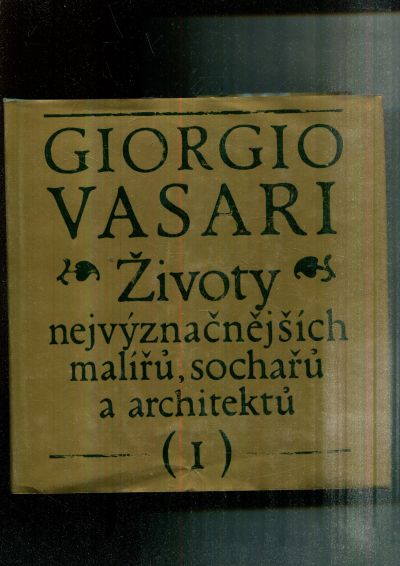 GIORGIO
VASARI
Životy
nejvýznačnějších
malířů, sochařů
a architektů
(I)